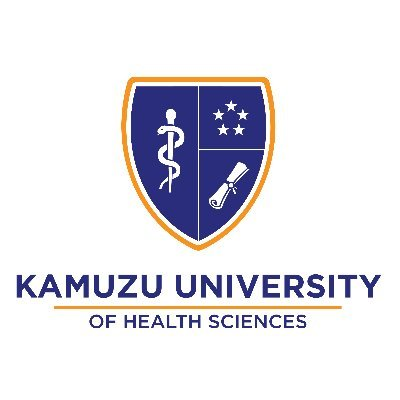 KAMUZU UNIVERSITY
OF HEALTH SCIENCES